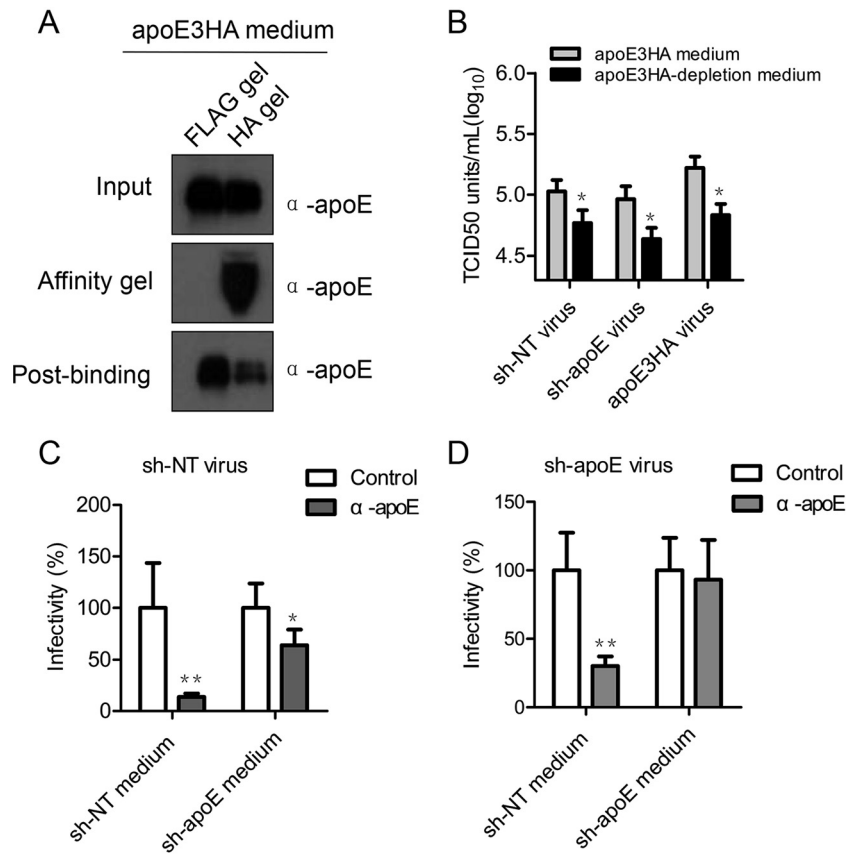 A
apoE3HA medium
FLAG gel
HA gel
Input
α -apoE
Affinity gel
α -apoE
Post-binding
α -apoE
B
apoE3HA medium
apoE3HA-depletion medium
TCID50 units/mL(log10)
6.0
5.5
5.0
4.5
*
*
*
sh-NT virus
sh-apoE virus
apoE3HA virus
C
sh-NT virus
Control
α -apoE
Infectivity (%)
200
150
100
50
0
**
*
sh-NT medium
sh-apoE medium
D
sh-apoE virus
Control
α -apoE
Infectivity (%)
150
100
50
0
**
sh-NT medium
sh-apoE medium